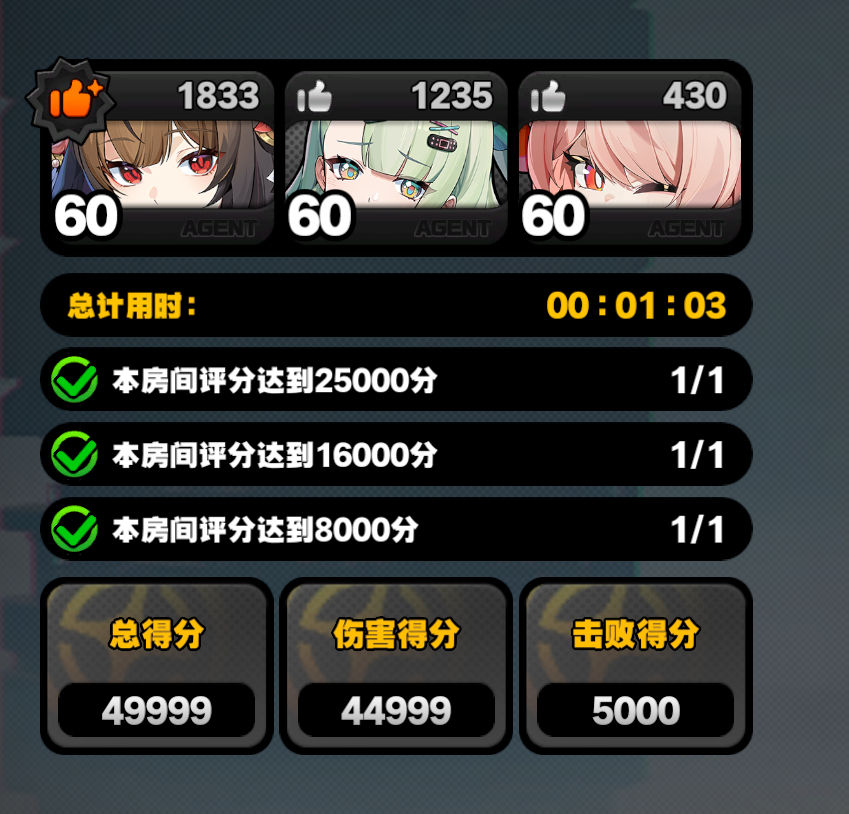 1833 1235 430
60 60 60
AGENT AGENT AGENT
总计用时： 00：01：03
本房间评分达到25000分 1/1
本房间评分达到16000分 1/1
本房间评分达到8000分 1/1
总得分 伤害得分 击败得分
49999 44999 5000